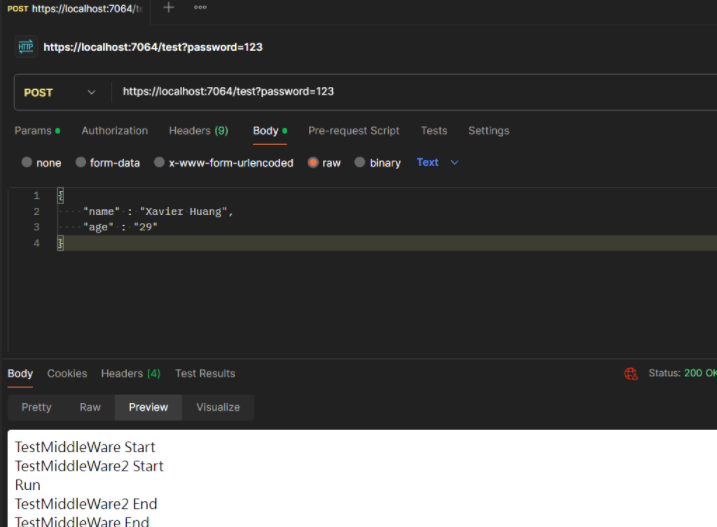 POST https://localhost:7064/te
HTTP https://localhost:7064/test?password=123
POST https://localhost:7064/test?password=123
Params Authorization Headers (9) Body Pre-request Script Tests Settings
none form-data x-www-form-urlencoded raw binary Text
1 {
2 "name" : "Xavier Huang",
3 "age" : "29"
4 }
Body Cookies Headers (4) Test Results Status: 200 OK
Pretty Raw Preview Visualize
TestMiddleWare Start
TestMiddleWare2 Start
Run
TestMiddleWare2 End
TestMiddleWare End